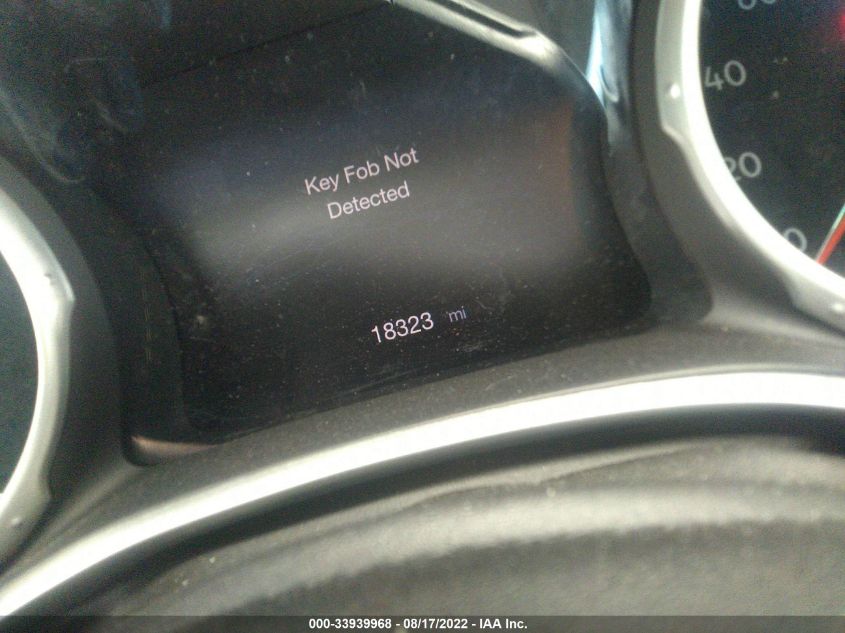 Key Fob Not
Detected
18323 mi
40
20
0
000-33939968 - 08/17/2022 - IAA Inc.